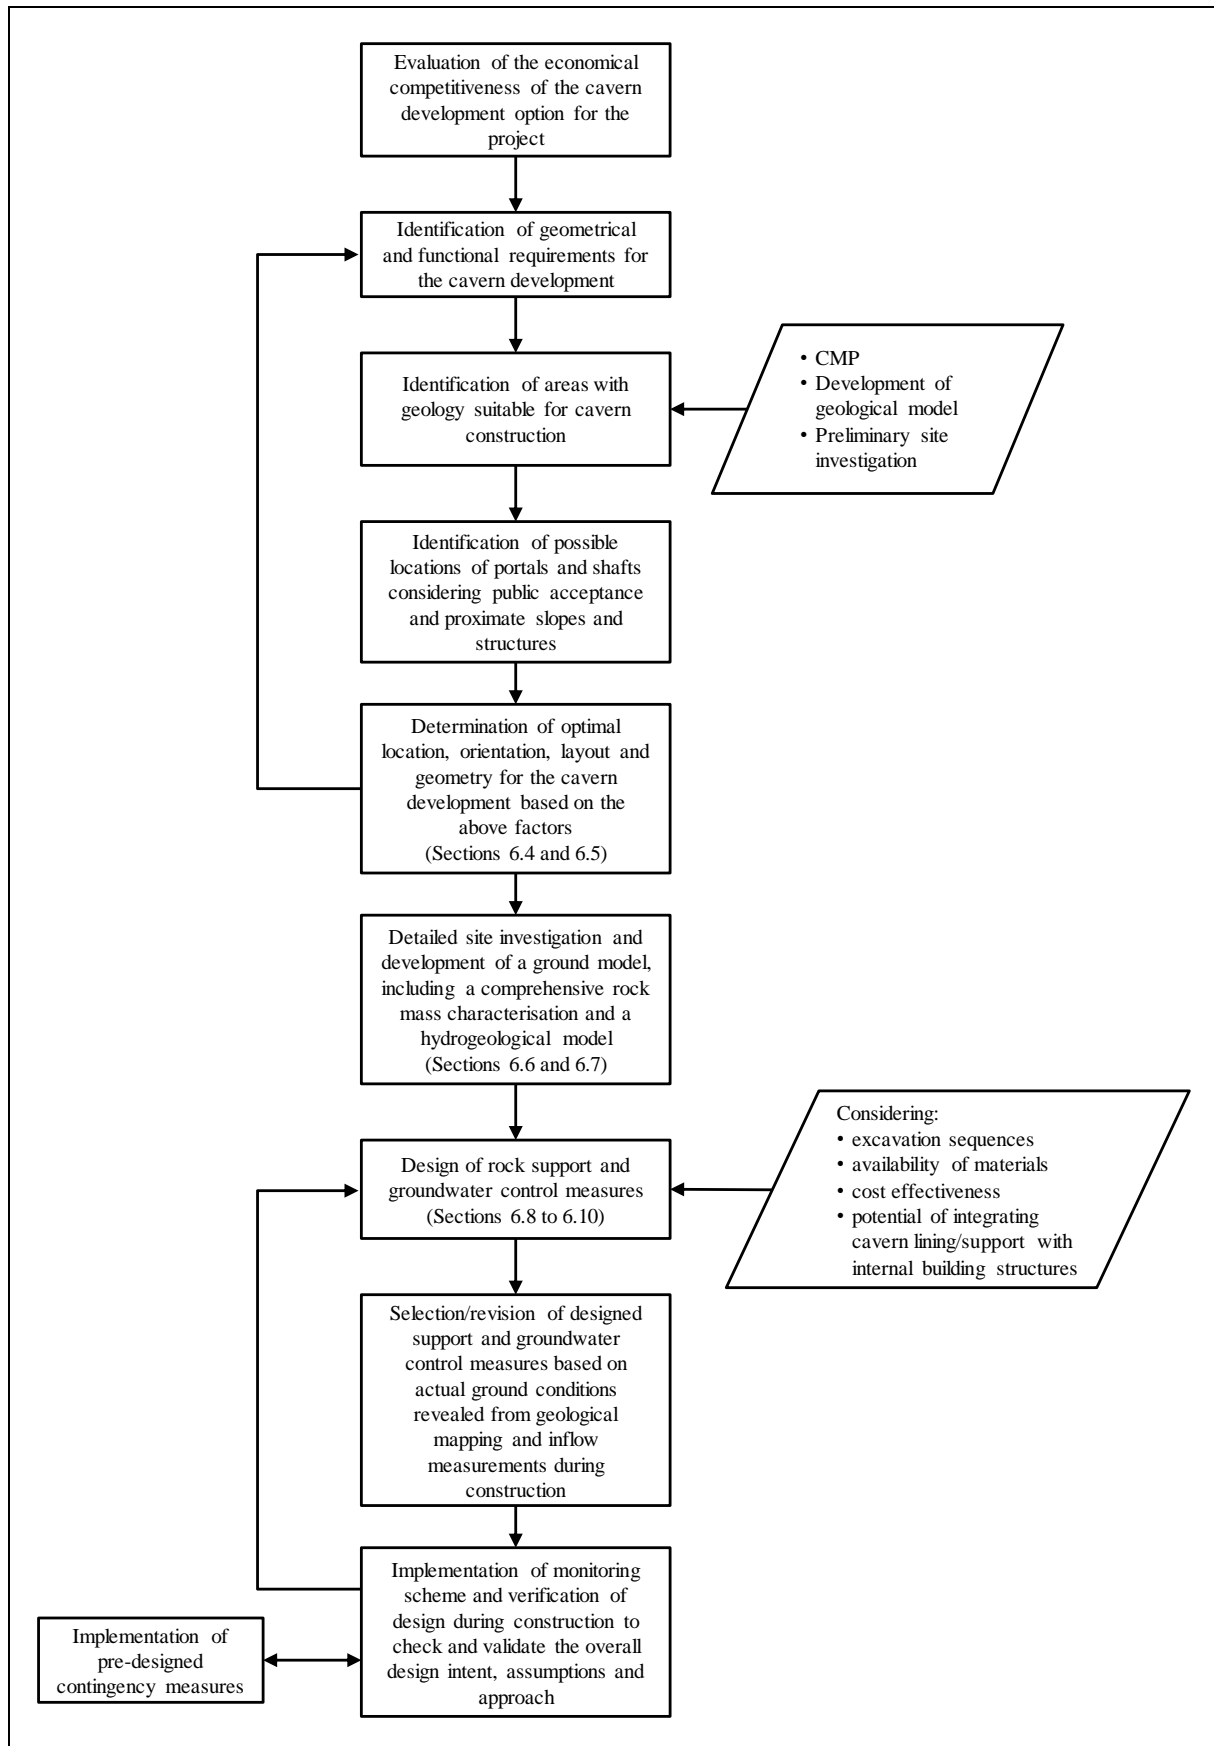 Evaluation of the economical
competitiveness of the cavern
development option for the
project
Identification of geometrical
and functional requirements for
the cavern development
Identification of areas with
geology suitable for cavern
construction
• CMP
• Development of
geological model
• Preliminary site
investigation
Identification of possible
locations of portals and shafts
considering public acceptance
and proximate slopes and
structures
Determination of optimal
location, orientation, layout and
geometry for the cavern
development based on the
above factors
(Sections 6.4 and 6.5)
Detailed site investigation and
development of a ground model,
including a comprehensive rock
mass characterisation and a
hydrogeological model
(Sections 6.6 and 6.7)
Design of rock support and
groundwater control measures
(Sections 6.8 to 6.10)
Considering:
• excavation sequences
• availability of materials
• cost effectiveness
• potential of integrating
cavern lining/support with
internal building structures
Selection/revision of designed
support and groundwater
control measures based on
actual ground conditions
revealed from geological
mapping and inflow
measurements during
construction
Implementation of monitoring
scheme and verification of
design during construction to
check and validate the overall
design intent, assumptions and
approach
Implementation of
pre-designed
contingency measures